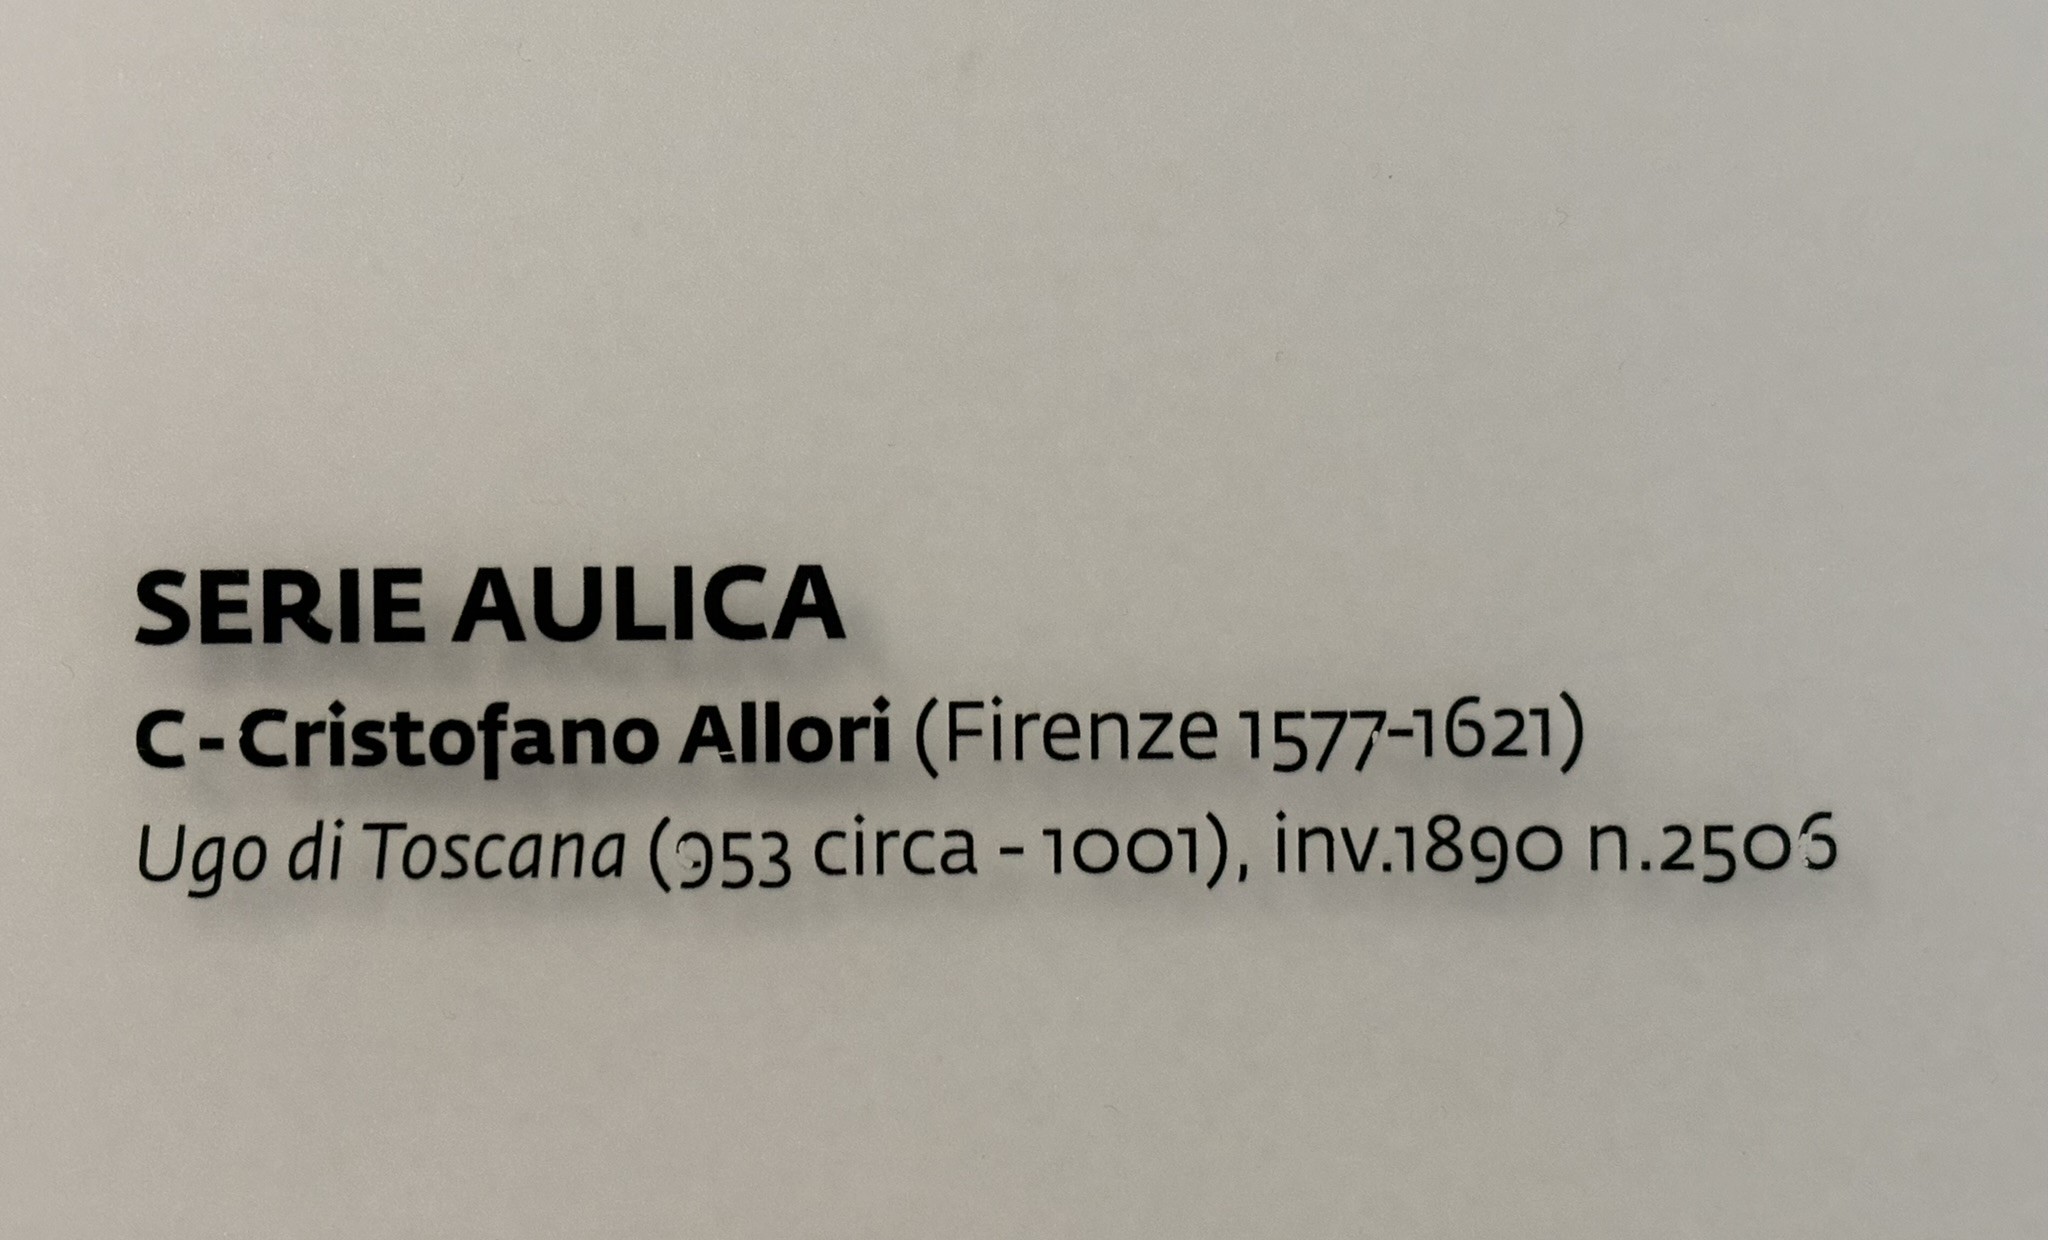 SERIE AULICA
C - Cristofano Allori (Firenze 1577-1621)
Ugo di Toscana (953 circa - 1001), inv.1890 n.2506